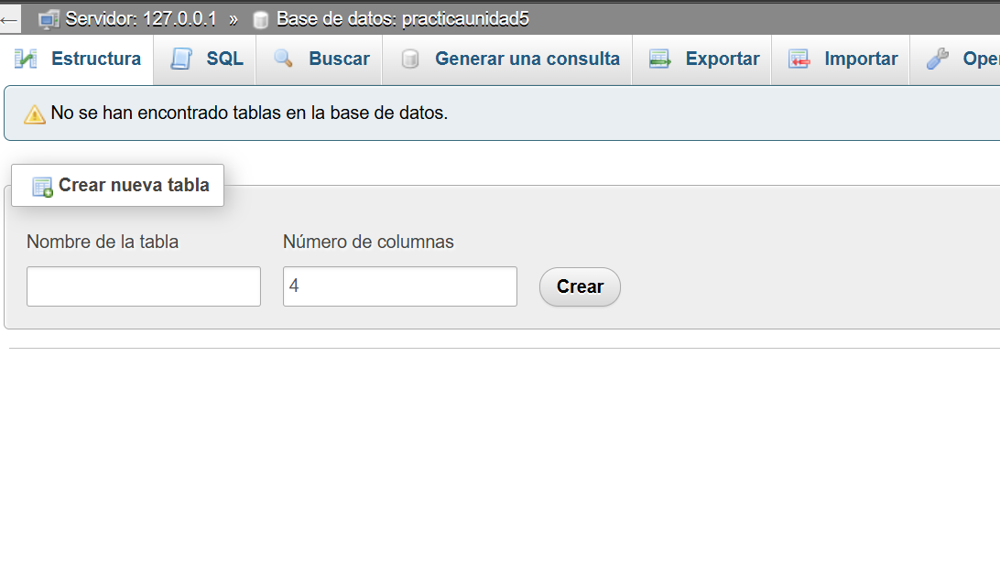 ← Servidor: 127.0.0.1 » Base de datos: practicaunidad5
Estructura SQL Buscar Generar una consulta Exportar Importar
No se han encontrado tablas en la base de datos.
Crear nueva tabla
Nombre de la tabla Número de columnas
4 Crear